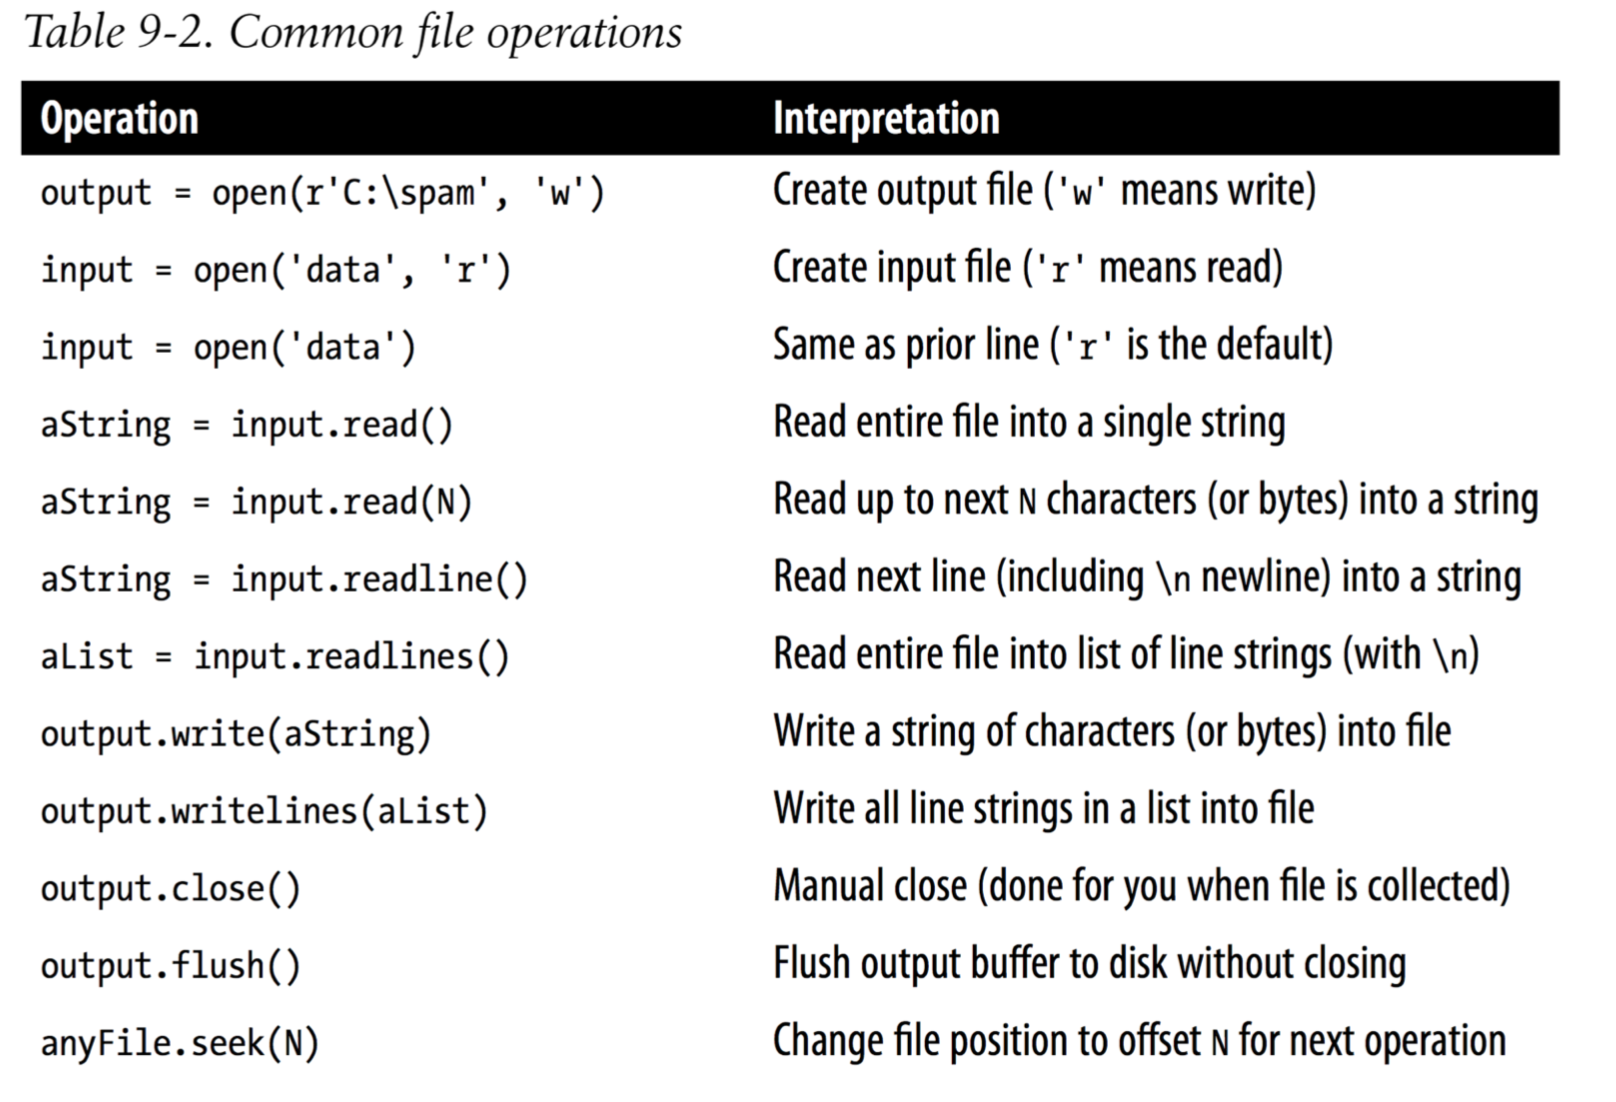 Table 9-2. Common file operations
Operation Interpretation
output = open(r'C:\spam', 'w') Create output file ('w' means write)
input = open('data', 'r') Create input file ('r' means read)
input = open('data') Same as prior line ('r' is the default)
aString = input.read() Read entire file into a single string
aString = input.read(N) Read up to next N characters (or bytes) into a string
aString = input.readline() Read next line (including \n newline) into a string
aList = input.readlines() Read entire file into list of line strings (with \n)
output.write(aString) Write a string of characters (or bytes) into file
output.writelines(aList) Write all line strings in a list into file
output.close() Manual close (done for you when file is collected)
output.flush() Flush output buffer to disk without closing
anyFile.seek(N) Change file position to offset N for next operation